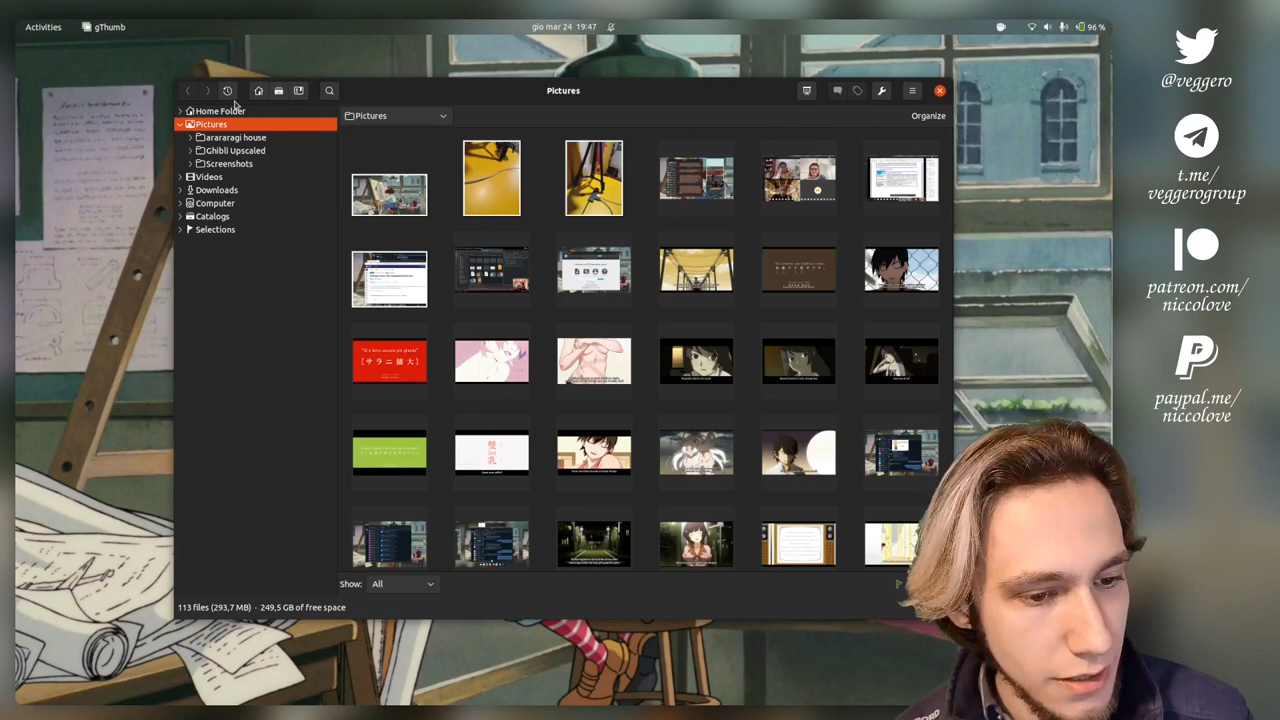 Activities
gThumb
gio mar 24 19:47
96 %
@veggero
t.me/
veggerogroup
patreon.com/
niccolove
paypal.me/
niccolove
Pictures
Home Folder
Pictures
arararagi house
Ghibli Upscaled
Screenshots
Videos
Downloads
Computer
Catalogs
Selections
Pictures
Organize
Show: All
113 files (293,7 MB) • 249,5 GB of free space